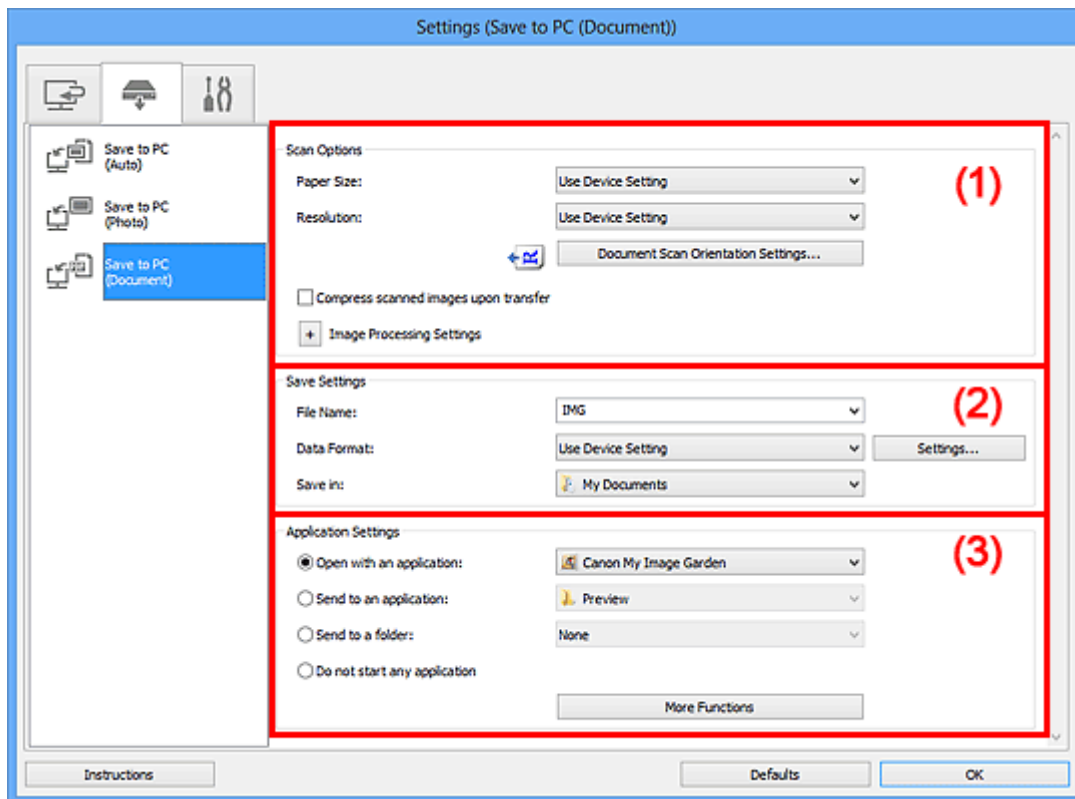 Settings (Save to PC (Document))
Save to PC
(Auto)
Save to PC
(Photo)
Save to PC
(Document)
Scan Options
(1)
Paper Size:
Use Device Setting
Resolution:
Use Device Setting
Document Scan Orientation Settings...
Compress scanned images upon transfer
+ Image Processing Settings
Save Settings
(2)
File Name:
IMG
Data Format:
Use Device Setting
Settings...
Save in:
My Documents
Application Settings
(3)
Open with an application:
Canon My Image Garden
Send to an application:
Preview
Send to a folder:
None
Do not start any application
More Functions
Instructions
Defaults
OK